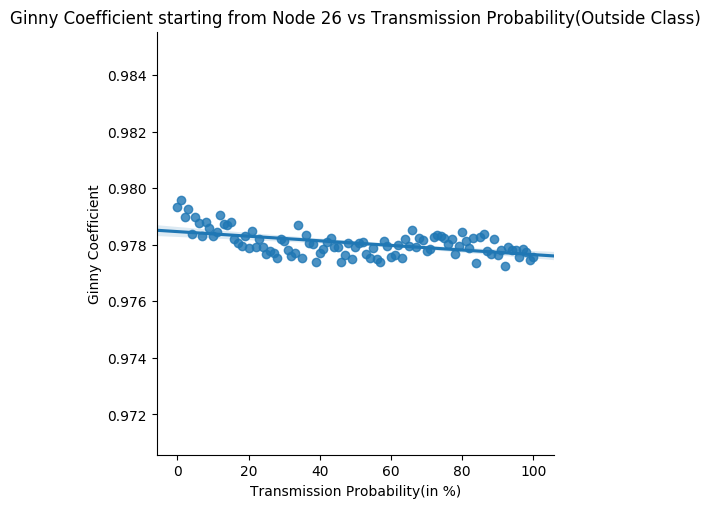 Ginny Coefficient starting from Node 26 vs Transmission Probability(Outside Class)
0.984
0.982
0.980
0.978
0.976
0.974
0.972
Ginny Coefficient
0 20 40 60 80 100
Transmission Probability(in %)